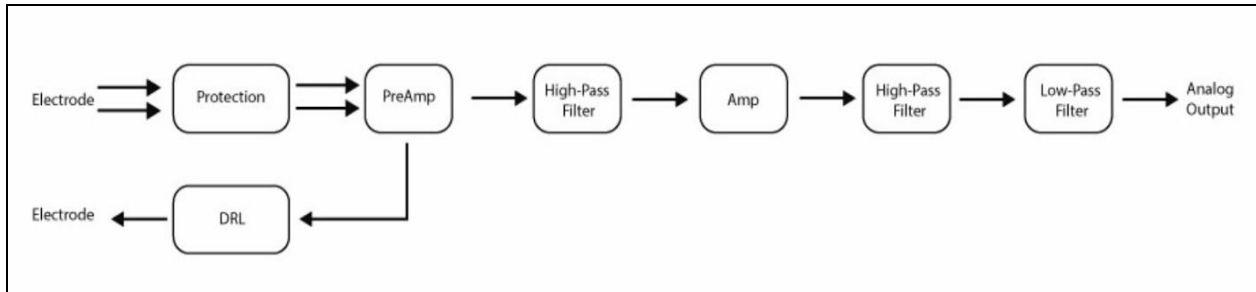 Electrode
Protection
PreAmp
High-Pass
Filter
Amp
High-Pass
Filter
Low-Pass
Filter
Analog
Output
Electrode
DRL